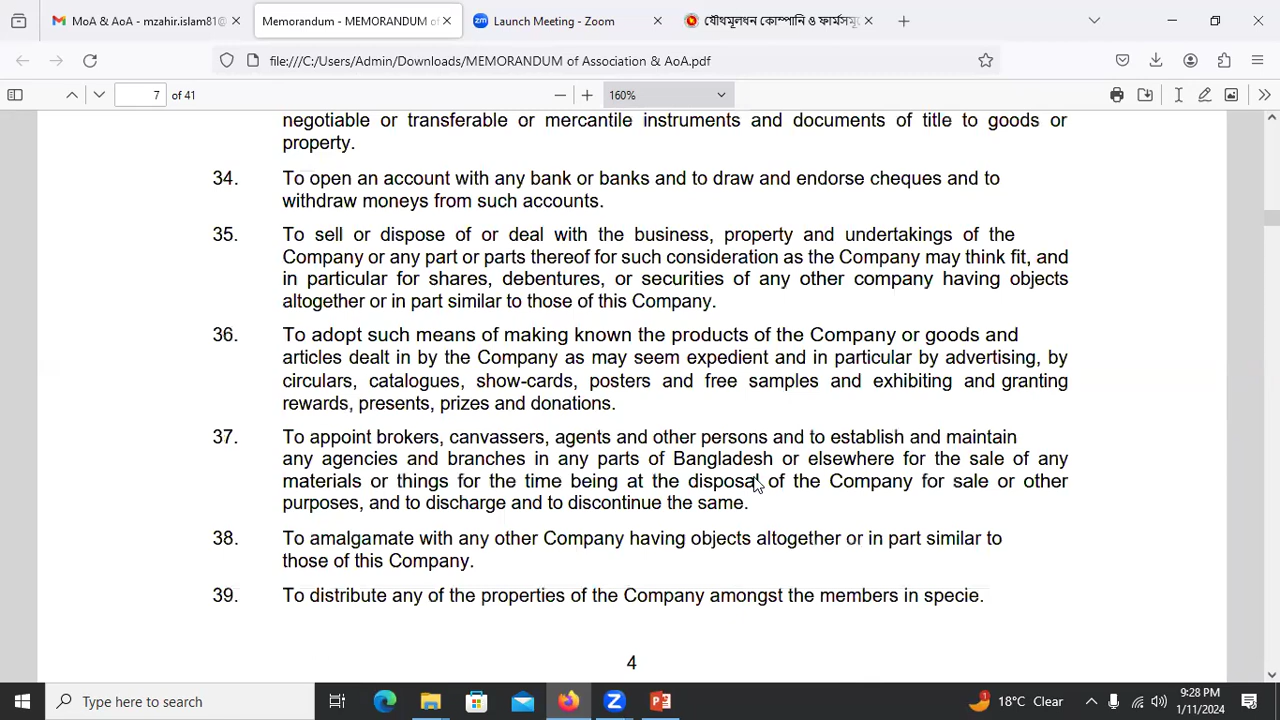 MoA & AoA - mzahir.islam81@
Memorandum - MEMORANDUM of
Launch Meeting - Zoom
যৌথমূলধন কোম্পানি ও ফার্মসমূ
file:///C:/Users/Admin/Downloads/MEMORANDUM of Association & AoA.pdf
7 of 41
160%
negotiable or transferable or mercantile instruments and documents of title to goods or
property.
34. To open an account with any bank or banks and to draw and endorse cheques and to
withdraw moneys from such accounts.
35. To sell or dispose of or deal with the business, property and undertakings of the
Company or any part or parts thereof for such consideration as the Company may think fit, and
in particular for shares, debentures, or securities of any other company having objects
altogether or in part similar to those of this Company.
36. To adopt such means of making known the products of the Company or goods and
articles dealt in by the Company as may seem expedient and in particular by advertising, by
circulars, catalogues, show-cards, posters and free samples and exhibiting and granting
rewards, presents, prizes and donations.
37. To appoint brokers, canvassers, agents and other persons and to establish and maintain
any agencies and branches in any parts of Bangladesh or elsewhere for the sale of any
materials or things for the time being at the disposal of the Company for sale or other
purposes, and to discharge and to discontinue the same.
38. To amalgamate with any other Company having objects altogether or in part similar to
those of this Company.
39. To distribute any of the properties of the Company amongst the members in specie.
4
Type here to search
18°C Clear
9:28 PM
1/11/2024